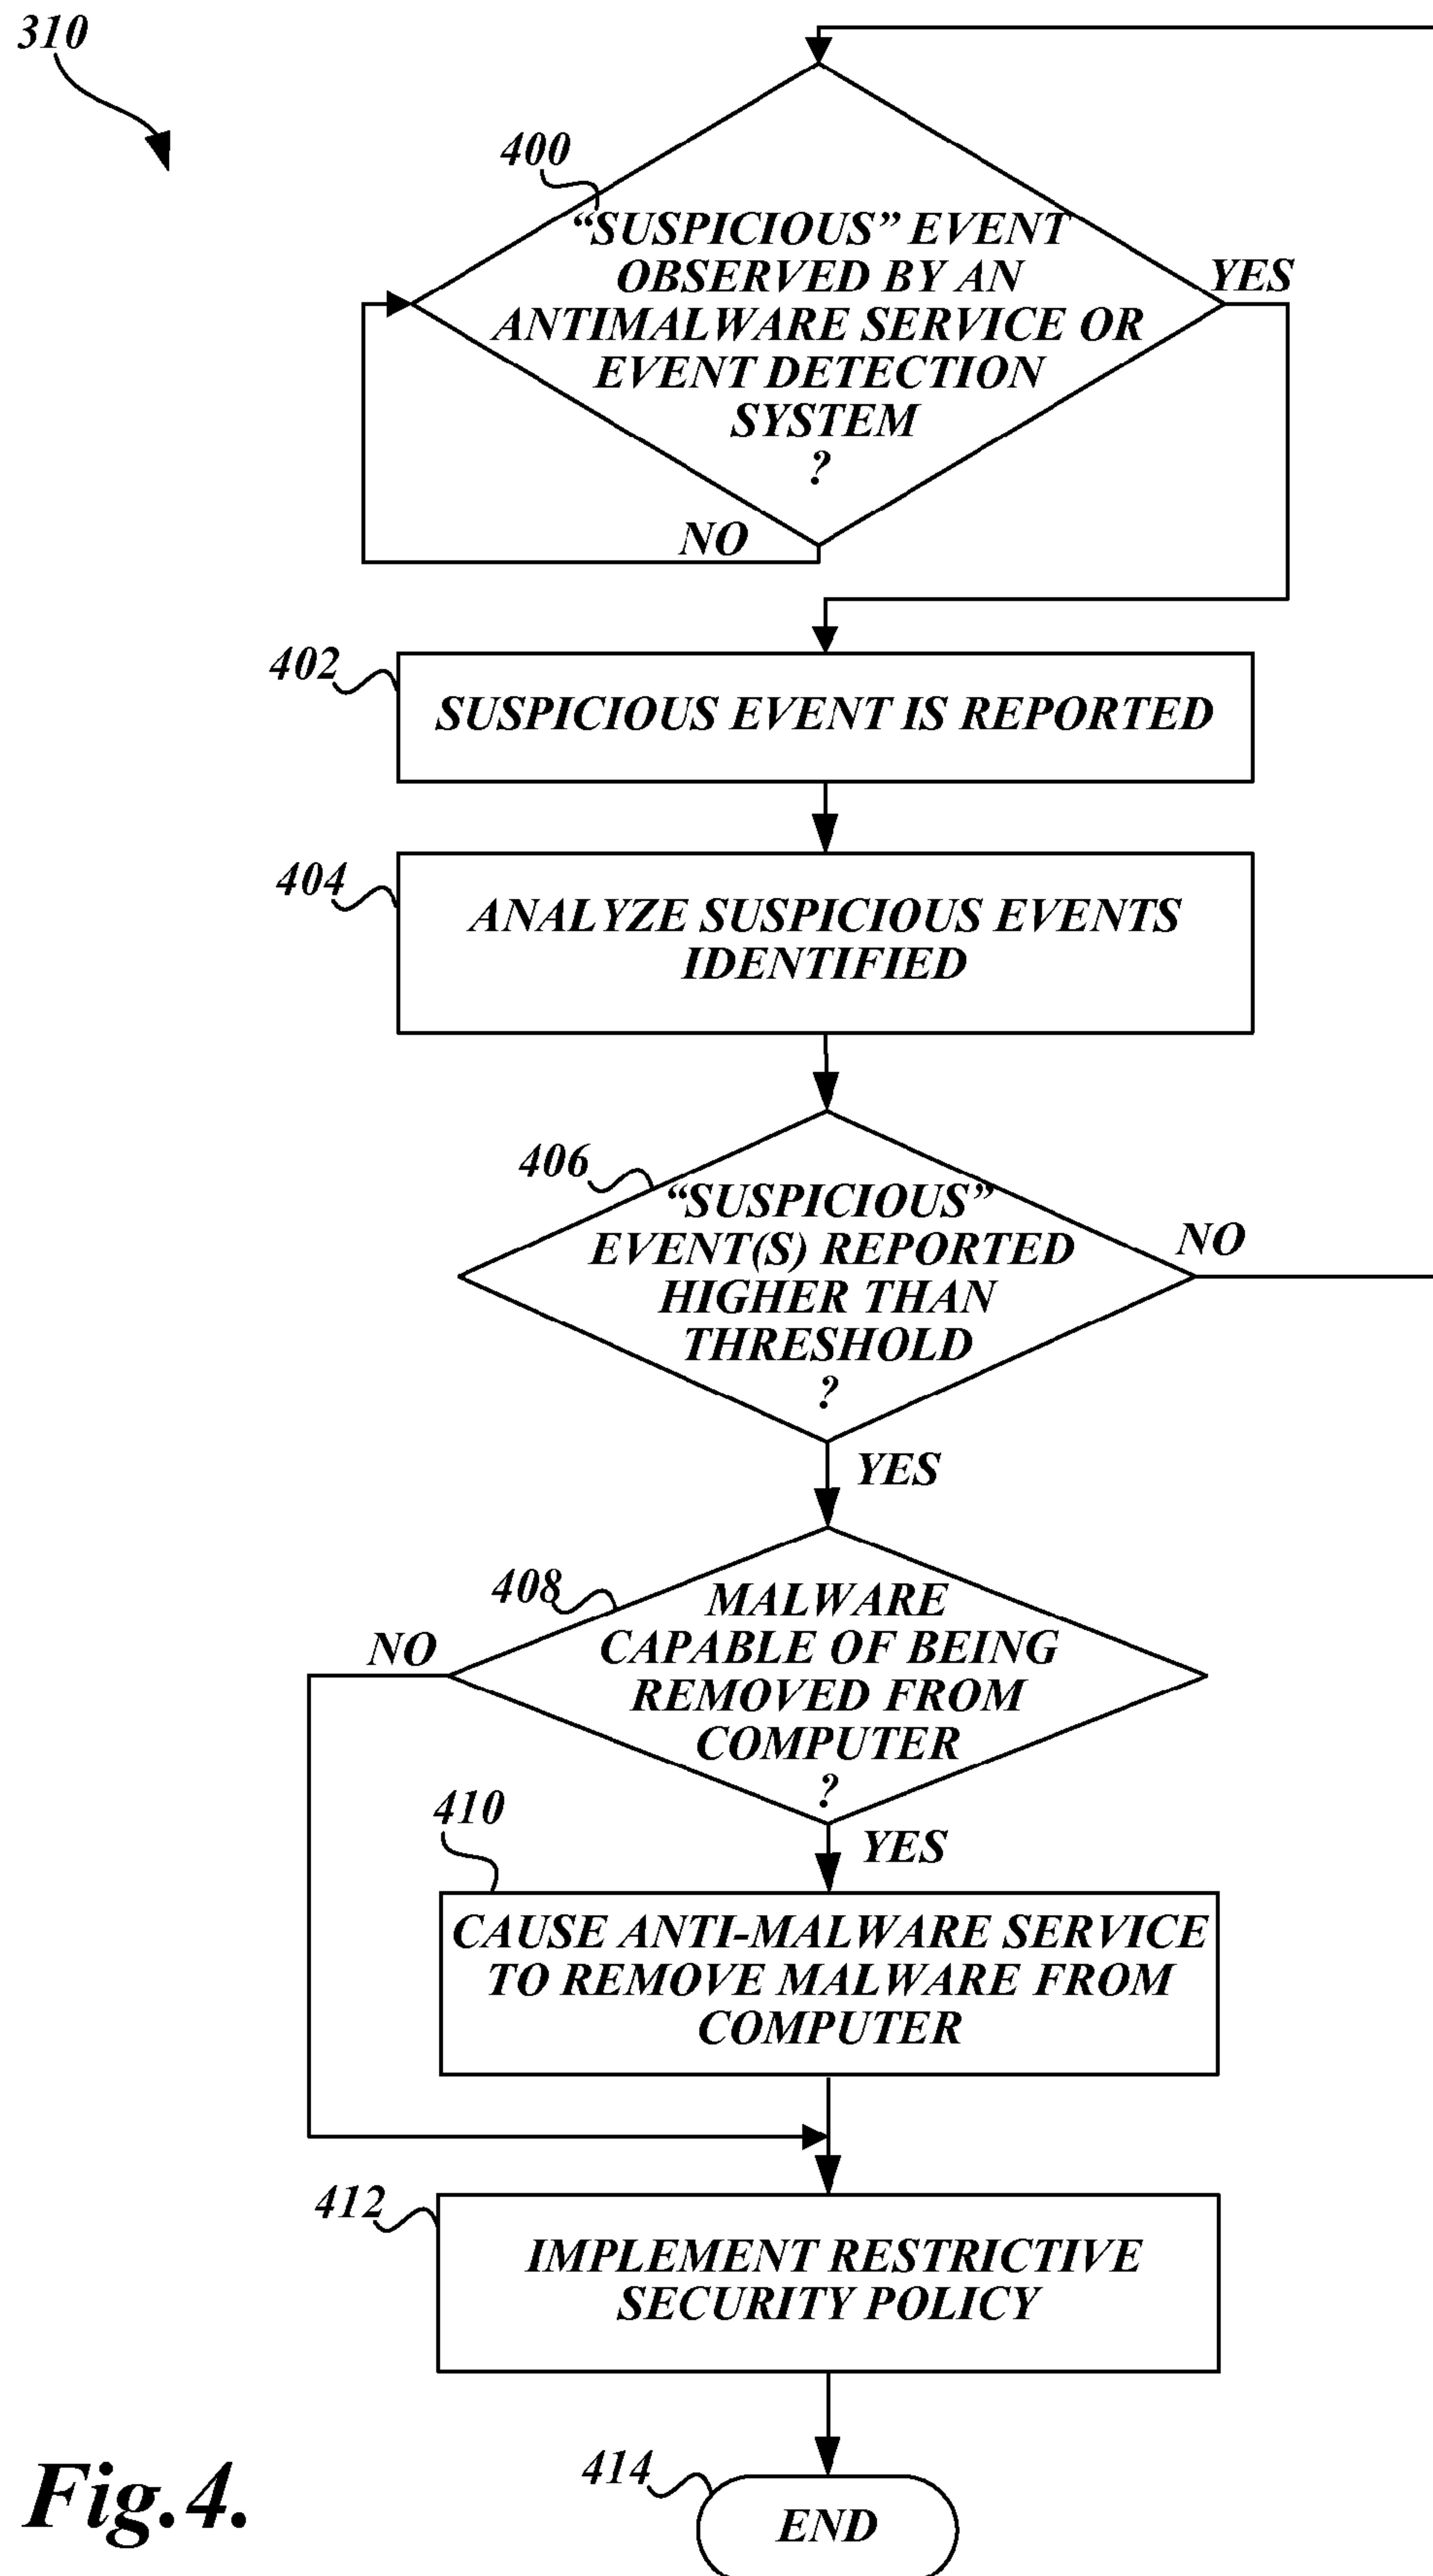 310
400
“SUSPICIOUS” EVENT
OBSERVED BY AN
ANTIMALWARE SERVICE OR
EVENT DETECTION
SYSTEM
?
YES
NO
402
SUSPICIOUS EVENT IS REPORTED
404
ANALYZE SUSPICIOUS EVENTS
IDENTIFIED
406
“SUSPICIOUS”
EVENT(S) REPORTED
HIGHER THAN
THRESHOLD
?
NO
YES
408
MALWARE
CAPABLE OF BEING
REMOVED FROM
COMPUTER
?
NO
YES
410
CAUSE ANTI-MALWARE SERVICE
TO REMOVE MALWARE FROM
COMPUTER
412
IMPLEMENT RESTRICTIVE
SECURITY POLICY
414
END
Fig.4.